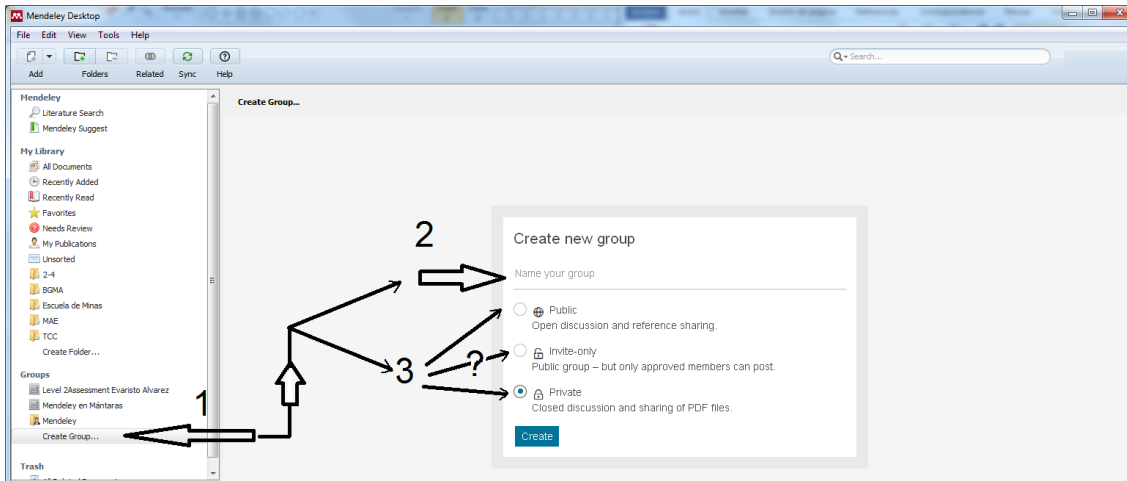 Mendeley Desktop
File Edit View Tools Help
Add Folders Related Sync Help
Search...
Mendeley
Literature Search
Mendeley Suggest
My Library
All Documents
Recently Added
Recently Read
Favorites
Needs Review
My Publications
Unsorted
2-4
BGMA
Escuela de Minas
MAE
TCC
Create Folder...
Groups
Level 2Assessment Evaristo Alvarez
Mendeley en Mántaras
Mendeley
Create Group...
Trash
Create Group...
1
2
3
?
Create new group
Name your group
Public
Open discussion and reference sharing.
Invite-only
Public group – but only approved members can post.
Private
Closed discussion and sharing of PDF files.
Create